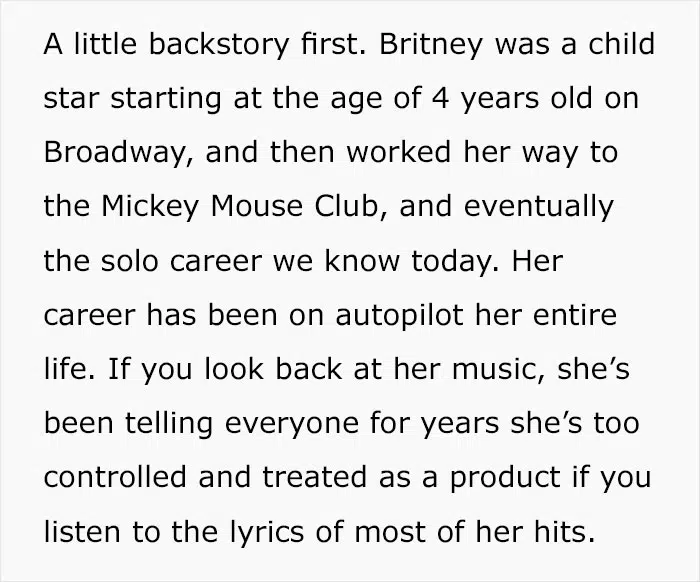 A little backstory first. Britney was a child
star starting at the age of 4 years old on
Broadway, and then worked her way to
the Mickey Mouse Club, and eventually
the solo career we know today. Her
career has been on autopilot her entire
life. If you look back at her music, she’s
been telling everyone for years she’s too
controlled and treated as a product if you
listen to the lyrics of most of her hits.